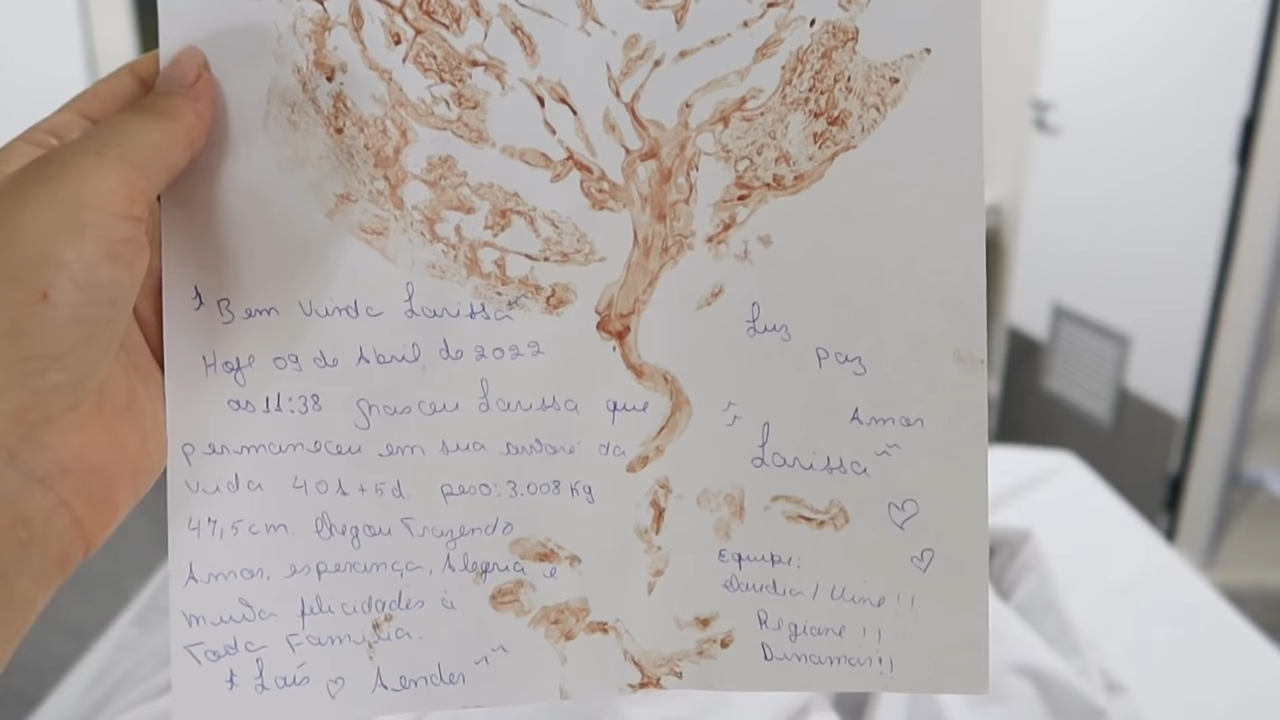 Bem Vinda Larissa
Hoje 09 de Abril de 2022
as 11:38 nasceu Larissa que
permaneceu em sua arvore da
vida 40s+5d. peso: 3.008 Kg
47,5cm. Chegou Trazendo
Amor, esperança, Alegria e
muita felicidades à
Toda Familia.
Laís ♡ Sender
Luz
paz
Amor
Larissa
Equipe:
Regiane !!
Dinamar!!